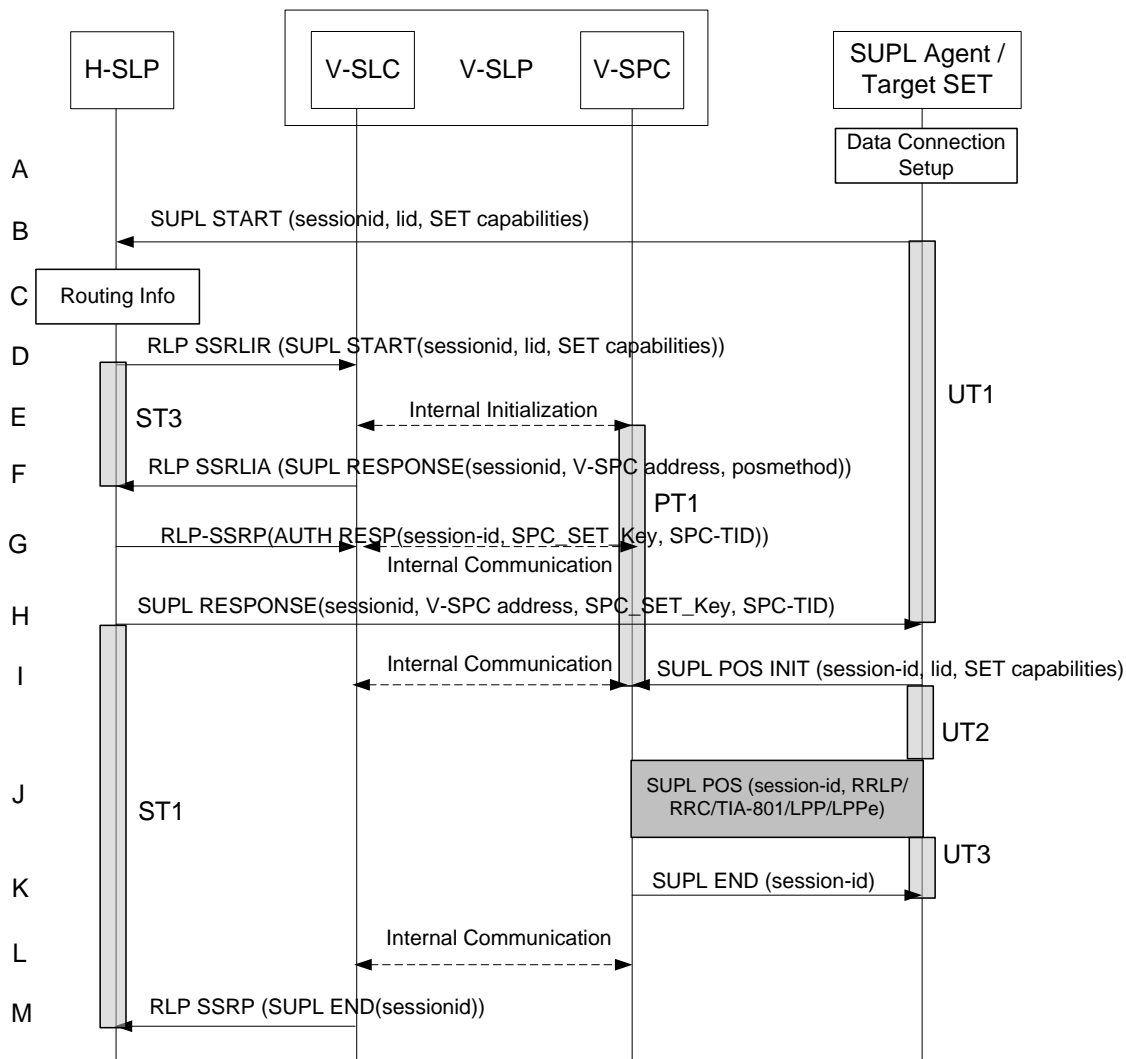 H-SLP
V-SLC
V-SLP
V-SPC
SUPL Agent /
Target SET
Data Connection
Setup
A
SUPL START (sessionid, lid, SET capabilities)
B
C
Routing Info
RLP SSRLIR (SUPL START(sessionid, lid, SET capabilities))
D
UT1
Internal Initialization
E
ST3
RLP SSRLIA (SUPL RESPONSE(sessionid, V-SPC address, posmethod))
F
PT1
RLP-SSRP(AUTH RESP(session-id, SPC_SET_Key, SPC-TID))
G
Internal Communication
SUPL RESPONSE(sessionid, V-SPC address, SPC_SET_Key, SPC-TID)
H
Internal Communication
SUPL POS INIT (session-id, lid, SET capabilities)
I
UT2
SUPL POS (session-id, RRLP/
RRC/TIA-801/LPP/LPPe)
J
ST1
UT3
SUPL END (session-id)
K
Internal Communication
L
RLP SSRP (SUPL END(sessionid))
M